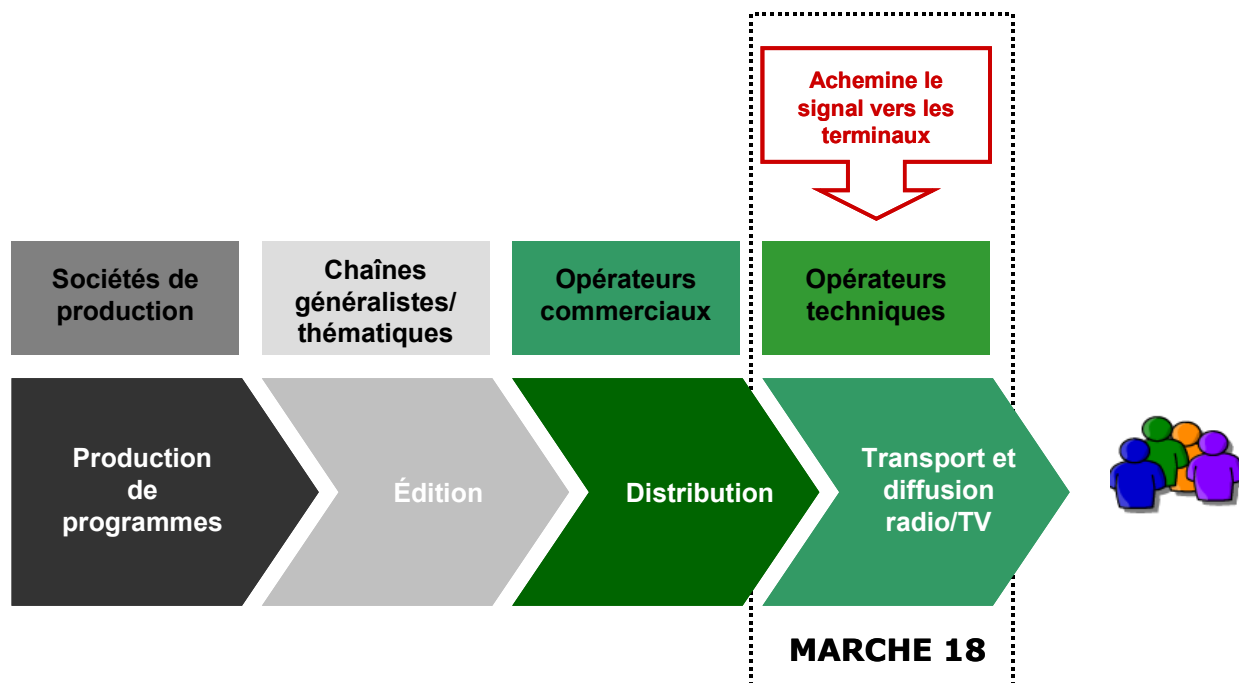 Achemine le
signal vers les
terminaux
Sociétés de
production
Chaînes
généralistes/
thématiques
Opérateurs
commerciaux
Opérateurs
techniques
Production
de
programmes
Édition
Distribution
Transport et
diffusion
radio/TV
MARCHE 18